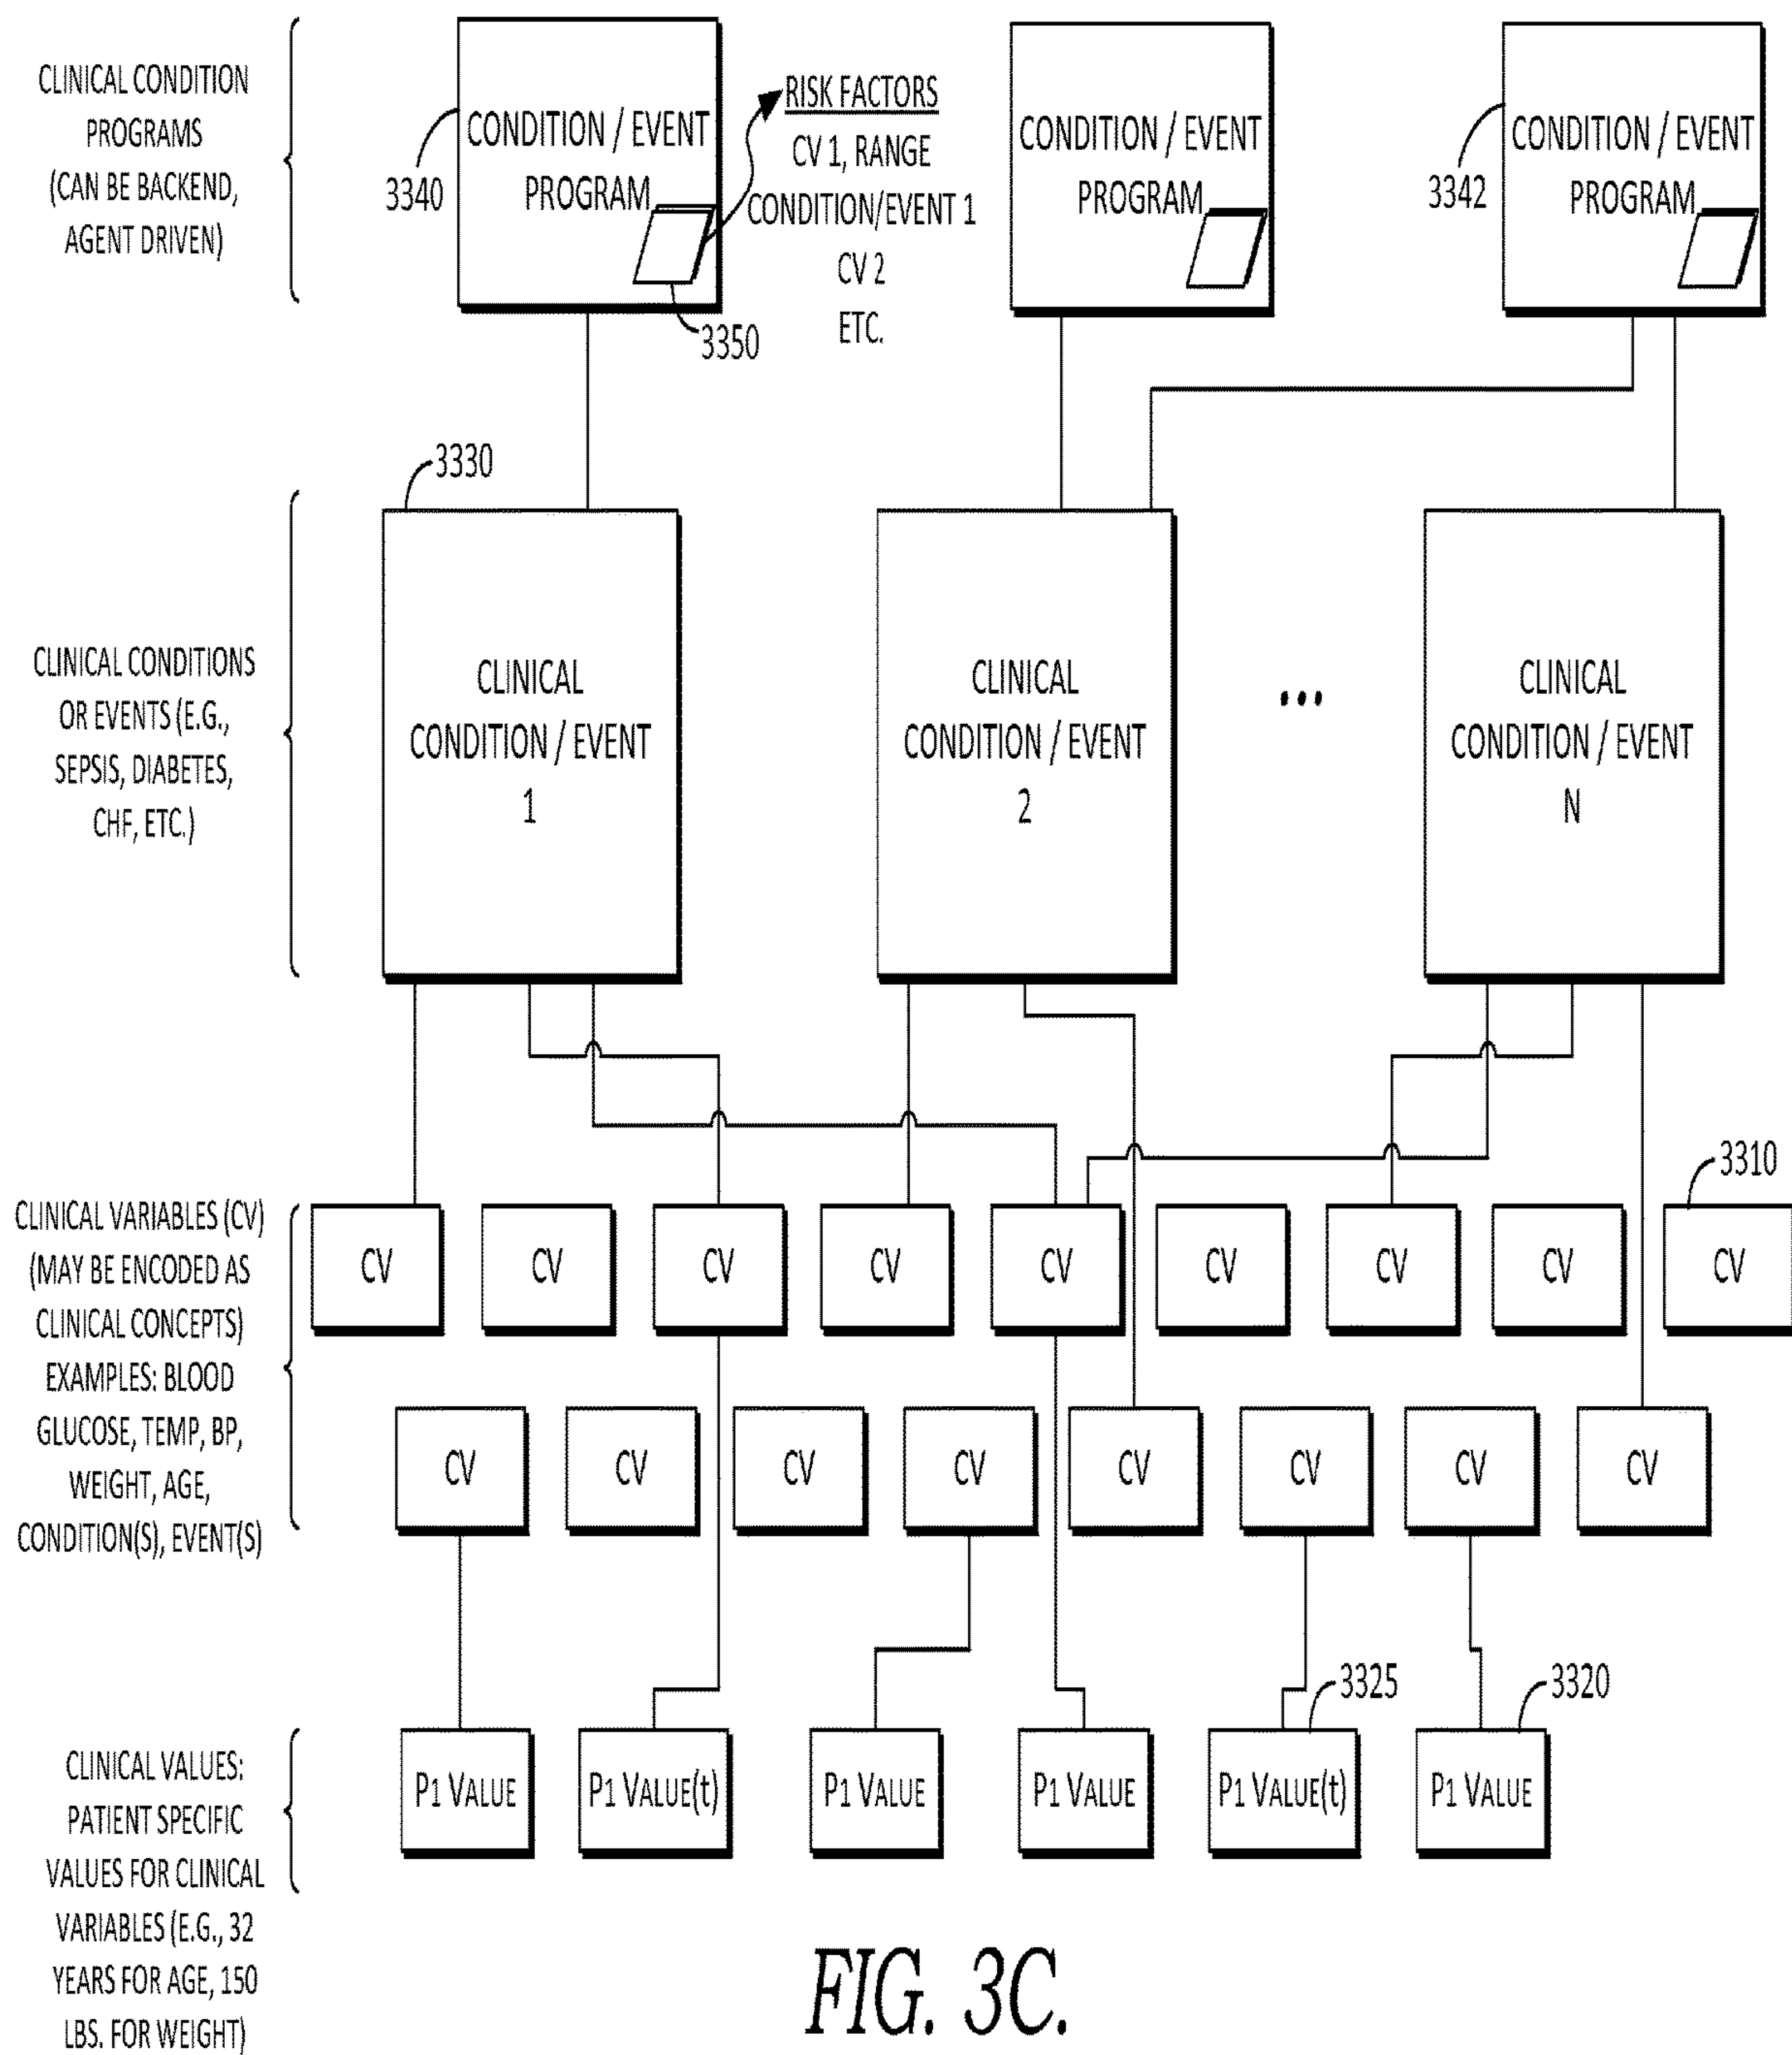 CLINICAL CONDITION
PROGRAMS
(CAN BE BACKEND,
AGENT DRIVEN)
CONDITION / EVENT
PROGRAM
3340
3350
RISK FACTORS
CV 1, RANGE
CONDITION/EVENT 1
CV 2
ETC.
CONDITION / EVENT
PROGRAM
CONDITION / EVENT
PROGRAM
3342
CLINICAL CONDITIONS
OR EVENTS (E.G.,
SEPSIS, DIABETES,
CHF, ETC.)
3330
CLINICAL
CONDITION / EVENT
1
CLINICAL
CONDITION / EVENT
2
...
CLINICAL
CONDITION / EVENT
N
CLINICAL VARIABLES (CV)
(MAY BE ENCODED AS
CLINICAL CONCEPTS)
EXAMPLES: BLOOD
GLUCOSE, TEMP, BP,
WEIGHT, AGE,
CONDITION(S), EVENT(S)
3310
CV CV CV CV CV CV CV CV CV
CV CV CV CV CV CV CV CV
CLINICAL VALUES:
PATIENT SPECIFIC
VALUES FOR CLINICAL
VARIABLES (E.G., 32
YEARS FOR AGE, 150
LBS. FOR WEIGHT)
3325
3320
P1 VALUE P1 VALUE(t) P1 VALUE P1 VALUE P1 VALUE(t) P1 VALUE
FIG. 3C.